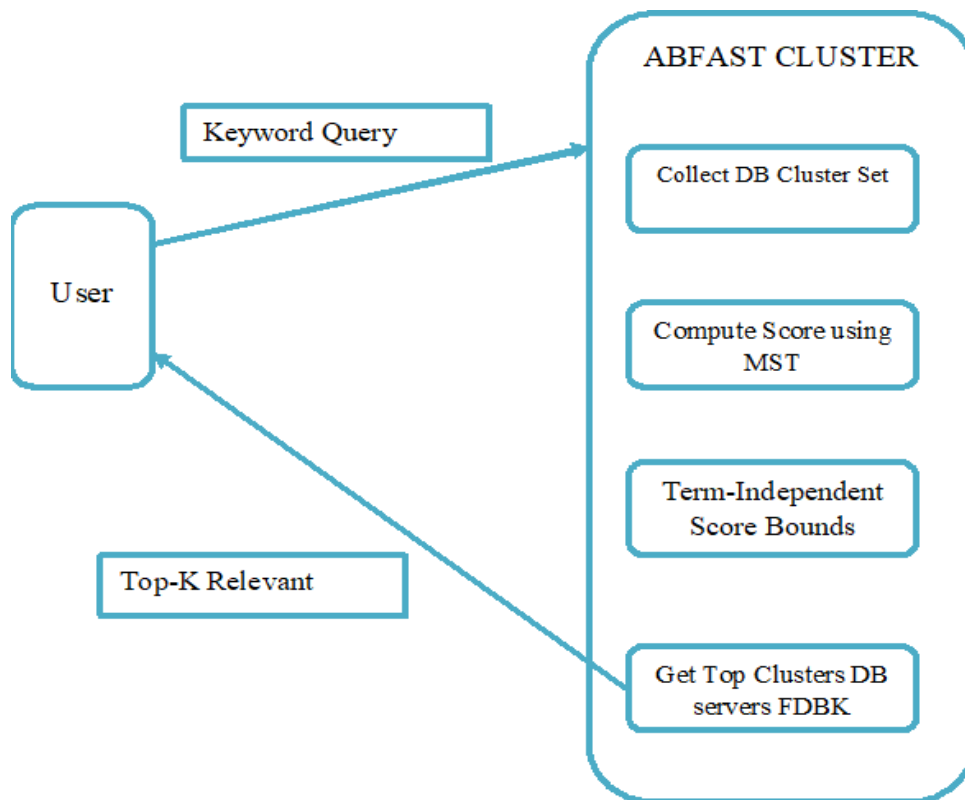 ABFAST CLUSTER
Keyword Query
Collect DB Cluster Set
User
Compute Score using
MST
Term-Independent
Score Bounds
Top-K Relevant
Get Top Clusters DB
servers FDBK